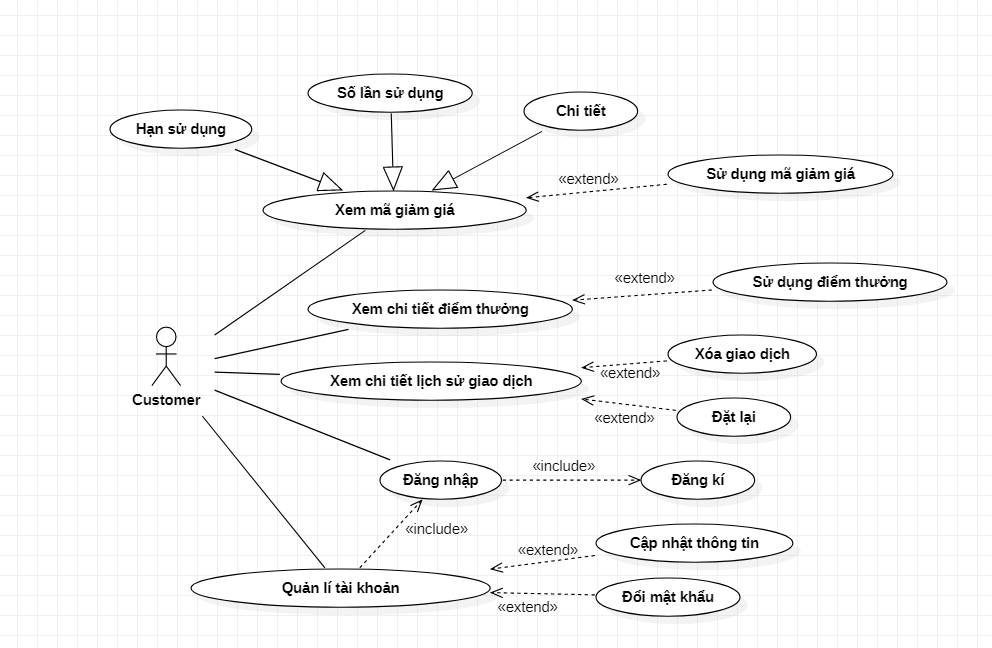 Số lần sử dụng
Chi tiết
Hạn sử dụng
Sử dụng mã giảm giá
«extend»
Xem mã giảm giá
«extend»
Sử dụng điểm thưởng
Xem chi tiết điểm thưởng
Xóa giao dịch
«extend»
Xem chi tiết lịch sử giao dịch
Customer
«extend»
Đặt lại
«include»
Đăng nhập
Đăng kí
«include»
«extend»
Cập nhật thông tin
Quản lí tài khoản
Đổi mật khẩu
«extend»